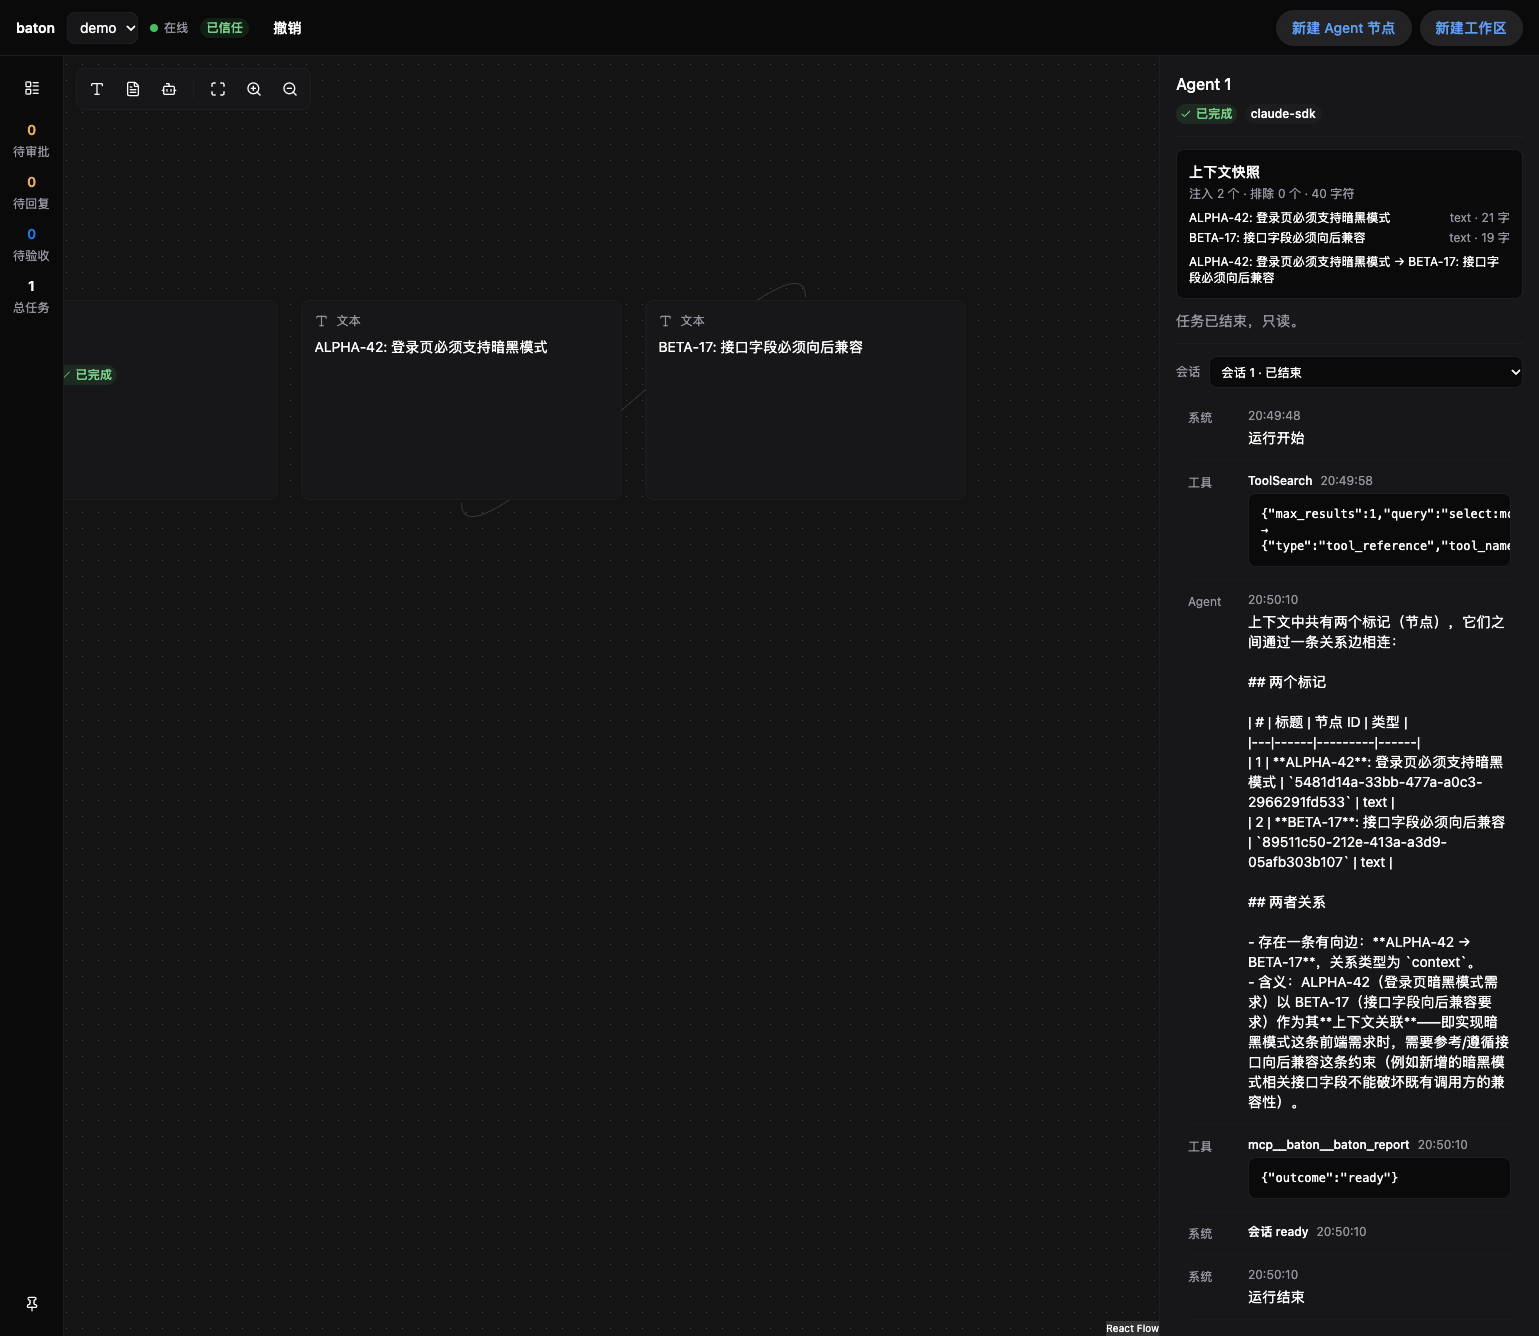 baton
demo
在线
已信任
撤销
新建 Agent 节点
新建工作区
0
待审批
0
待回复
0
待验收
1
总任务
已完成
文本
ALPHA-42: 登录页必须支持暗黑模式
文本
BETA-17: 接口字段必须向后兼容
React Flow
Agent 1
已完成
claude-sdk
上下文快照
注入 2 个 · 排除 0 个 · 40 字符
ALPHA-42: 登录页必须支持暗黑模式
text · 21 字
BETA-17: 接口字段必须向后兼容
text · 19 字
ALPHA-42: 登录页必须支持暗黑模式 → BETA-17: 接口字
段必须向后兼容
任务已结束，只读。
会话
会话 1 · 已结束
系统
20:49:48
运行开始
工具
ToolSearch 20:49:58
{"max_results":1,"query":"select:mc
→
{"type":"tool_reference","tool_name
Agent
20:50:10
上下文中共有两个标记（节点），它们之
间通过一条关系边相连：
## 两个标记
| # | 标题 | 节点 ID | 类型 |
|---|------|---------|------|
| 1 | **ALPHA-42**: 登录页必须支持暗黑
模式 | `5481d14a-33bb-477a-a0c3-
2966291fd533` | text |
| 2 | **BETA-17**: 接口字段必须向后兼容
| `89511c50-212e-413a-a3d9-
05afb303b107` | text |
## 两者关系
- 存在一条有向边：**ALPHA-42 →
BETA-17**，关系类型为 `context`。
- 含义：ALPHA-42（登录页暗黑模式需
求）以 BETA-17（接口字段向后兼容要
求）作为其**上下文关联**——即实现暗
黑模式这条前端需求时，需要参考/遵循接
口向后兼容这条约束（例如新增的暗黑模
式相关接口字段不能破坏既有调用方的兼
容性）。
工具
mcp__baton__baton_report 20:50:10
{"outcome":"ready"}
系统
会话 ready 20:50:10
系统
20:50:10
运行结束